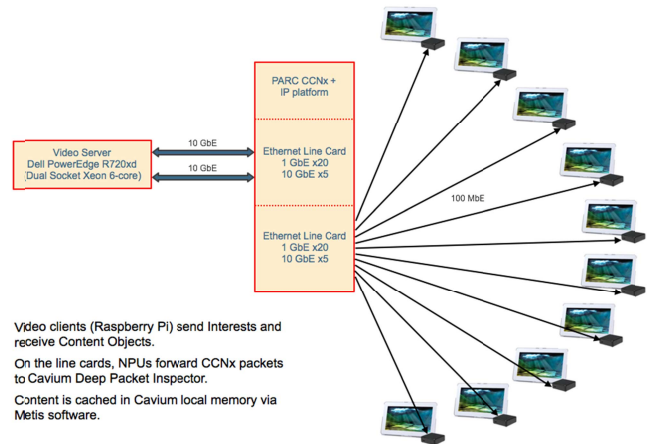 PARC CCNx +
IP platform
10 GbE
Video Server
Dell PowerEdge R720xd
(Dual Socket Xeon 6-core)
10 GbE
Ethernet Line Card
1 GbE x20
10 GbE x5
100 MbE
Ethernet Line Card
1 GbE x20
10 GbE x5
Video clients (Raspberry Pi) send Interests and
receive Content Objects.
On the line cards, NPUs forward CCNx packets
to Cavium Deep Packet Inspector.
Content is cached in Cavium local memory via
Metis software.